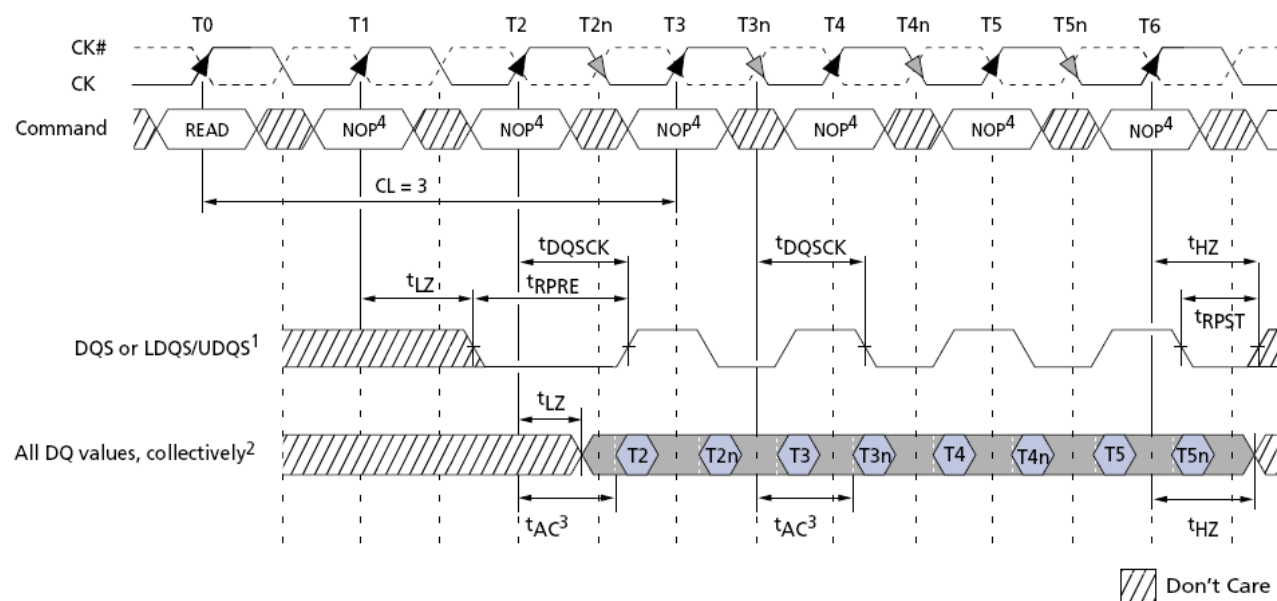 T0 T1 T2 T2n T3 T3n T4 T4n T5 T5n T6
CK#
CK
Command READ NOP⁴ NOP⁴ NOP⁴ NOP⁴ NOP⁴ NOP⁴
CL = 3
tDQSCK tDQSCK tHZ
tLZ tRPRE
tRPST
DQS or LDQS/UDQS¹
tLZ
All DQ values, collectively² T2 T2n T3 T3n T4 T4n T5 T5n
tAC³ tAC³ tHZ
Don't Care